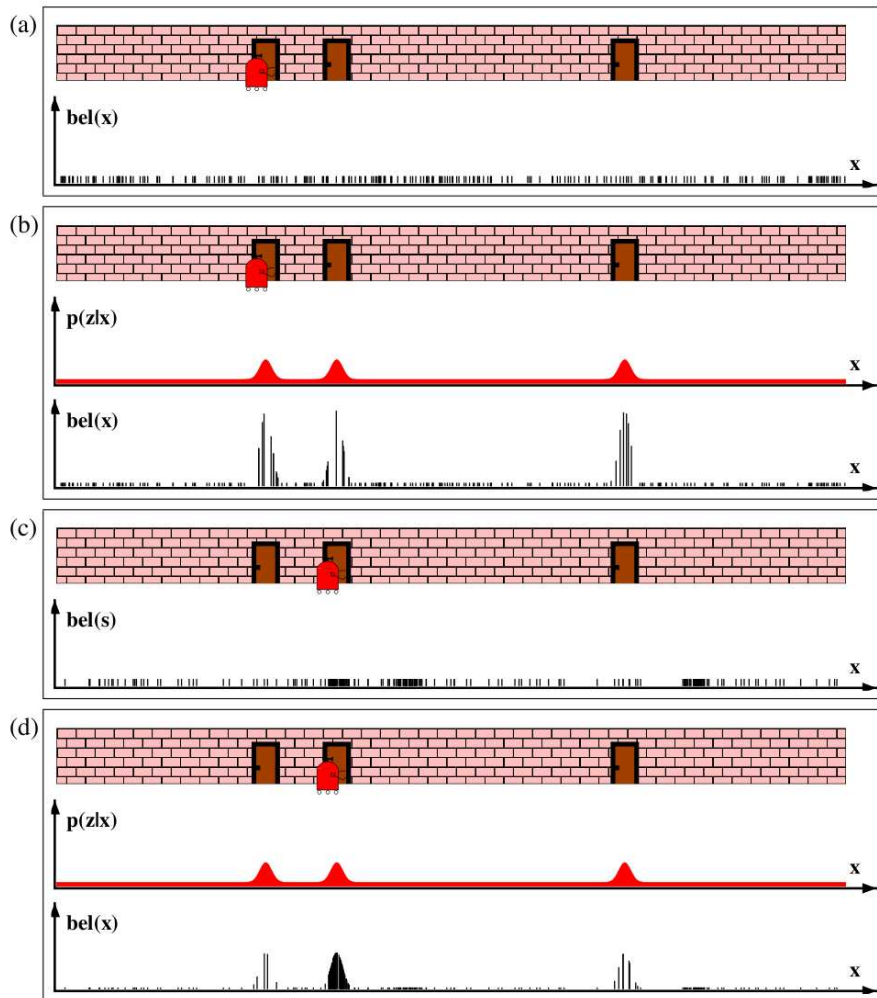 (a)
bel(x)
x
(b)
p(z|x)
x
bel(x)
x
(c)
bel(s)
x
(d)
p(z|x)
x
bel(x)
x